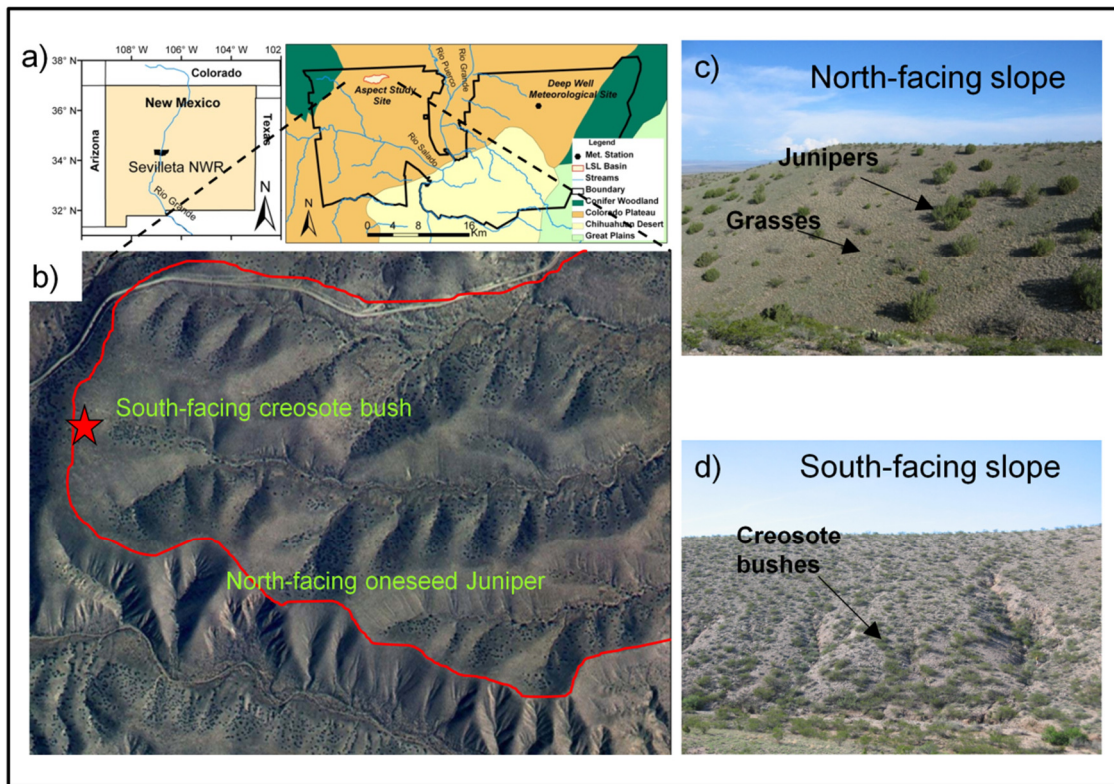 a)
108° W
106° W
102
38° N
36° N
34° N
32° N
Colorado
New Mexico
Arizona
Texas
Sevilleta NWR
Rio Grande
N
Rio Puerco
Rio Grande
Aspect Study
Site
Deep Well
Meteorological Site
Rio Salado
N
0 4 8 16
Km
Legend
Met. Station
LSL Basin
Streams
Boundary
Conifer Woodland
Colorado Plateau
Chihuahuan Desert
Great Plains
b)
South-facing creosote bush
North-facing oneseed Juniper
c)
North-facing slope
Junipers
Grasses
d)
South-facing slope
Creosote
bushes